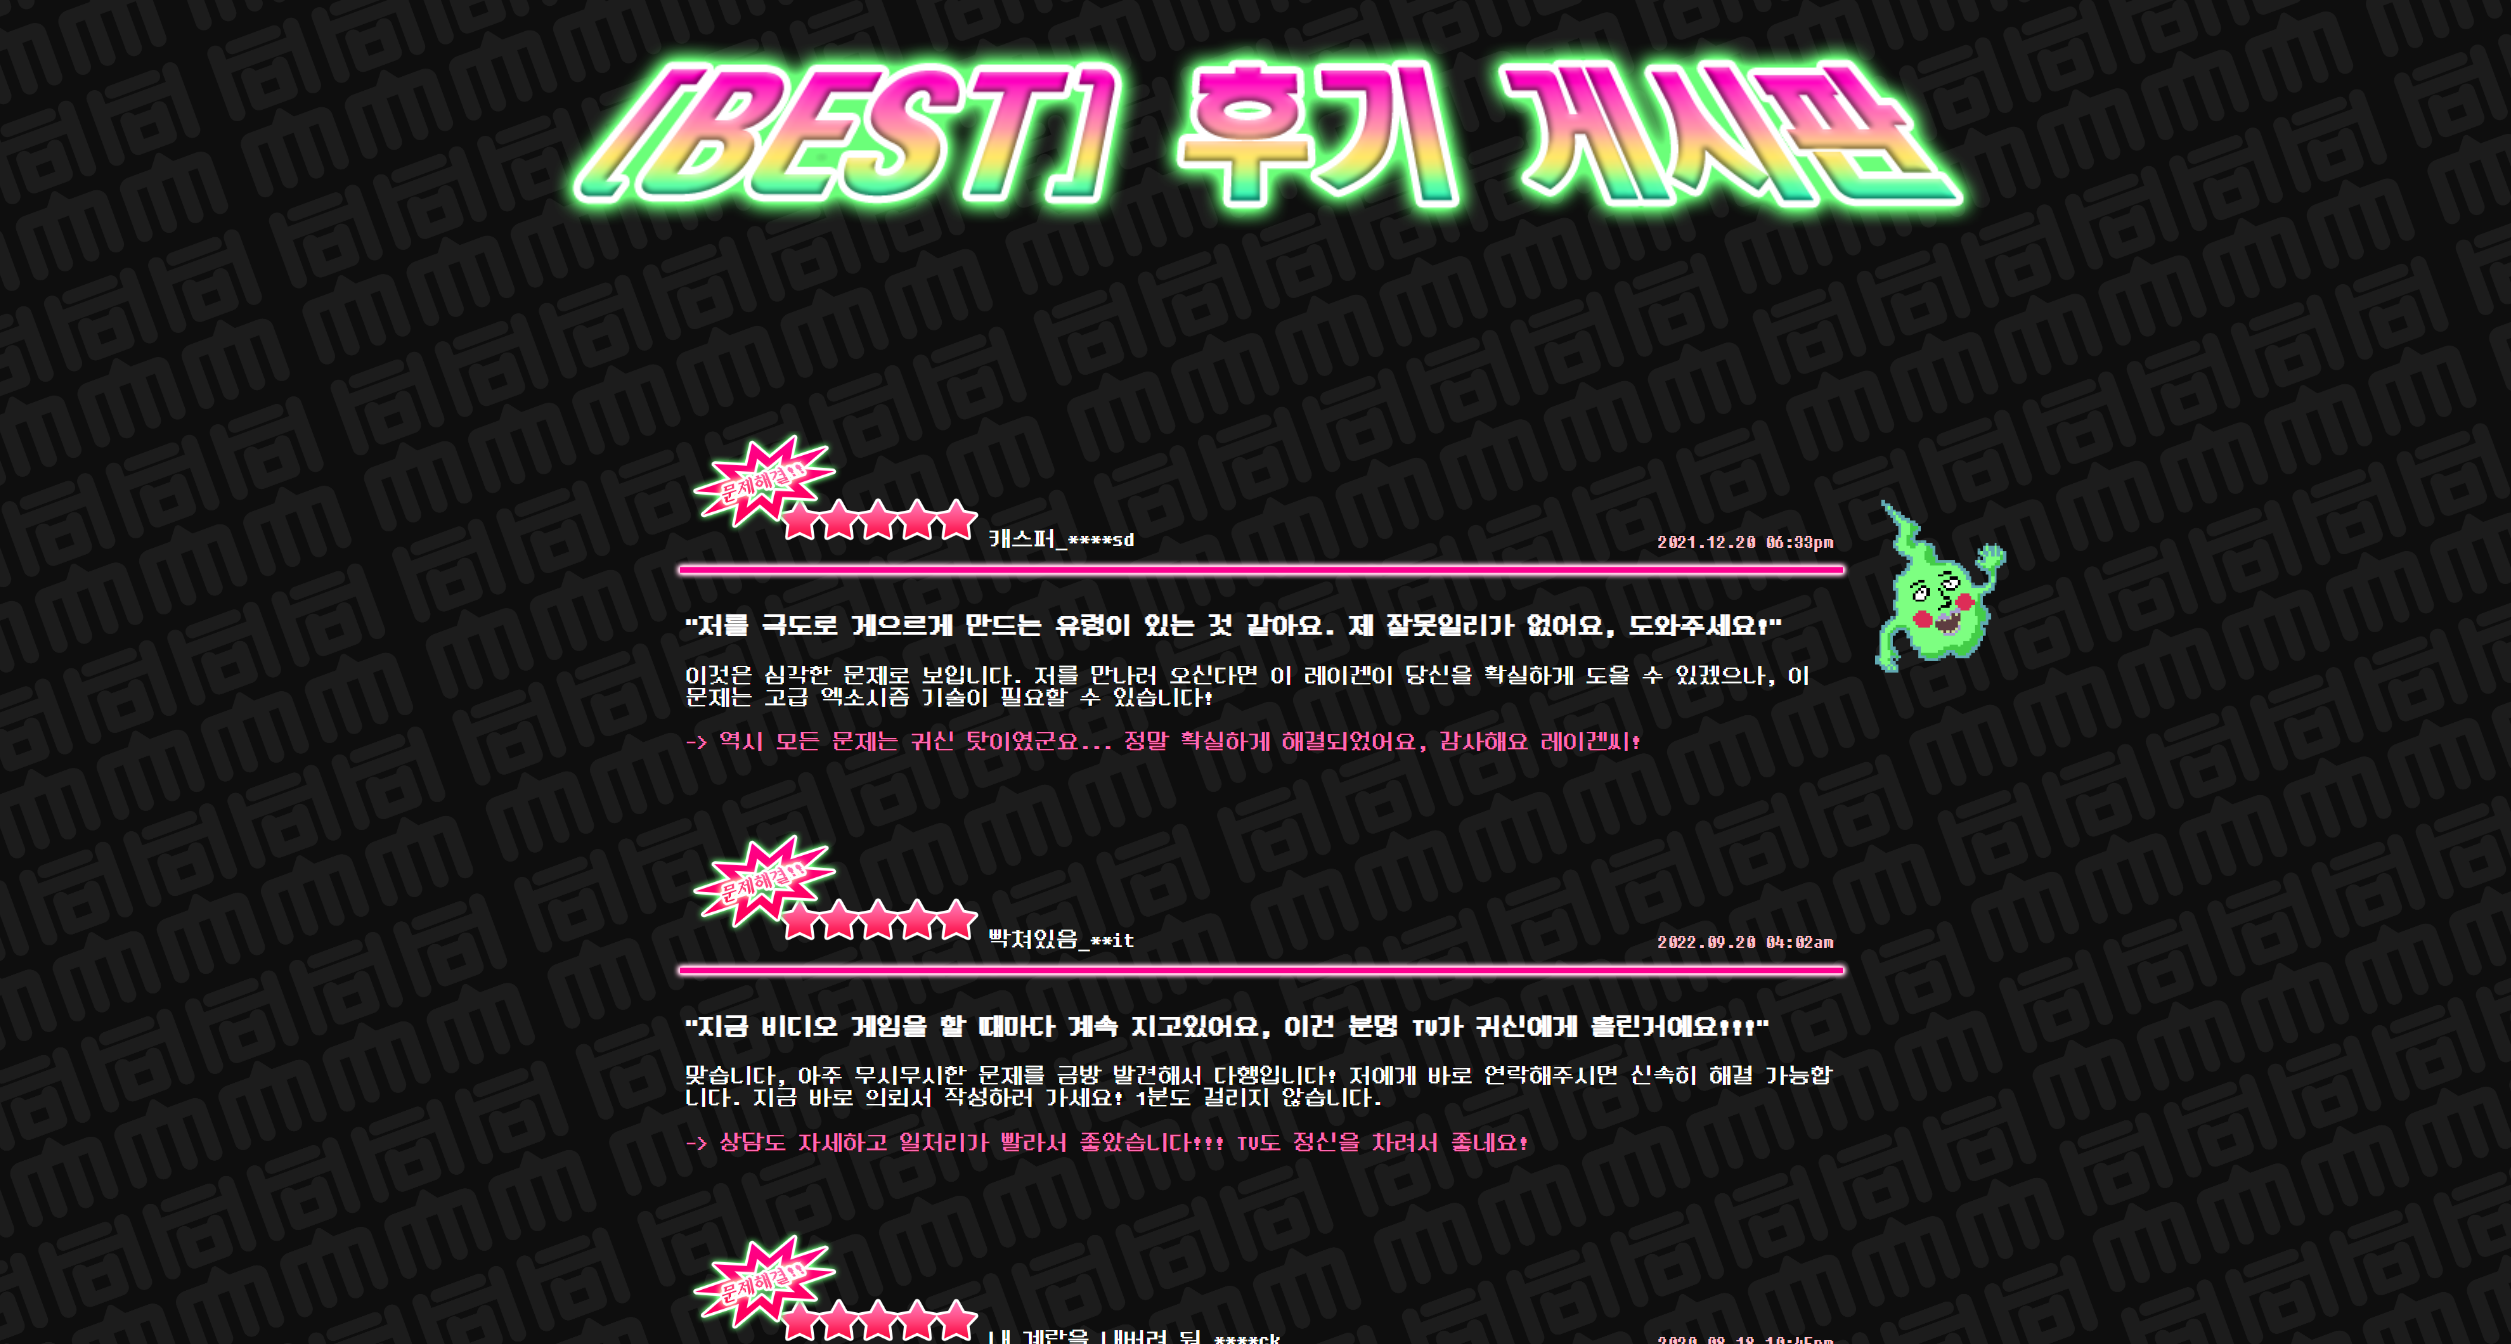 [BEST] 후기 게시판
문제해결!!
캐스퍼_****sd
2021.12.20 06:33pm
"저를 극도로 게으르게 만드는 유령이 있는 것 같아요. 제 잘못일리가 없어요, 도와주세요!"
이것은 심각한 문제로 보입니다. 저를 만나러 오신다면 이 레이겐이 당신을 확실하게 도울 수 있겠으나, 이
문제는 고급 엑소시즘 기술이 필요할 수 있습니다!
-> 역시 모든 문제는 귀신 탓이였군요... 정말 확실하게 해결되었어요, 감사해요 레이겐씨!
문제해결!!
빡쳐있음_**it
2022.09.20 04:02am
"지금 비디오 게임을 할 때마다 계속 지고있어요, 이건 분명 TV가 귀신에게 홀린거에요!!!"
맞습니다, 아주 무시무시한 문제를 금방 발견해서 다행입니다! 저에게 바로 연락해주시면 신속히 해결 가능합
니다. 지금 바로 의뢰서 작성하러 가세요! 1분도 걸리지 않습니다.
-> 상담도 자세하고 일처리가 빨라서 좋았습니다!!! TV도 정신을 차려서 좋네요!
문제해결!!